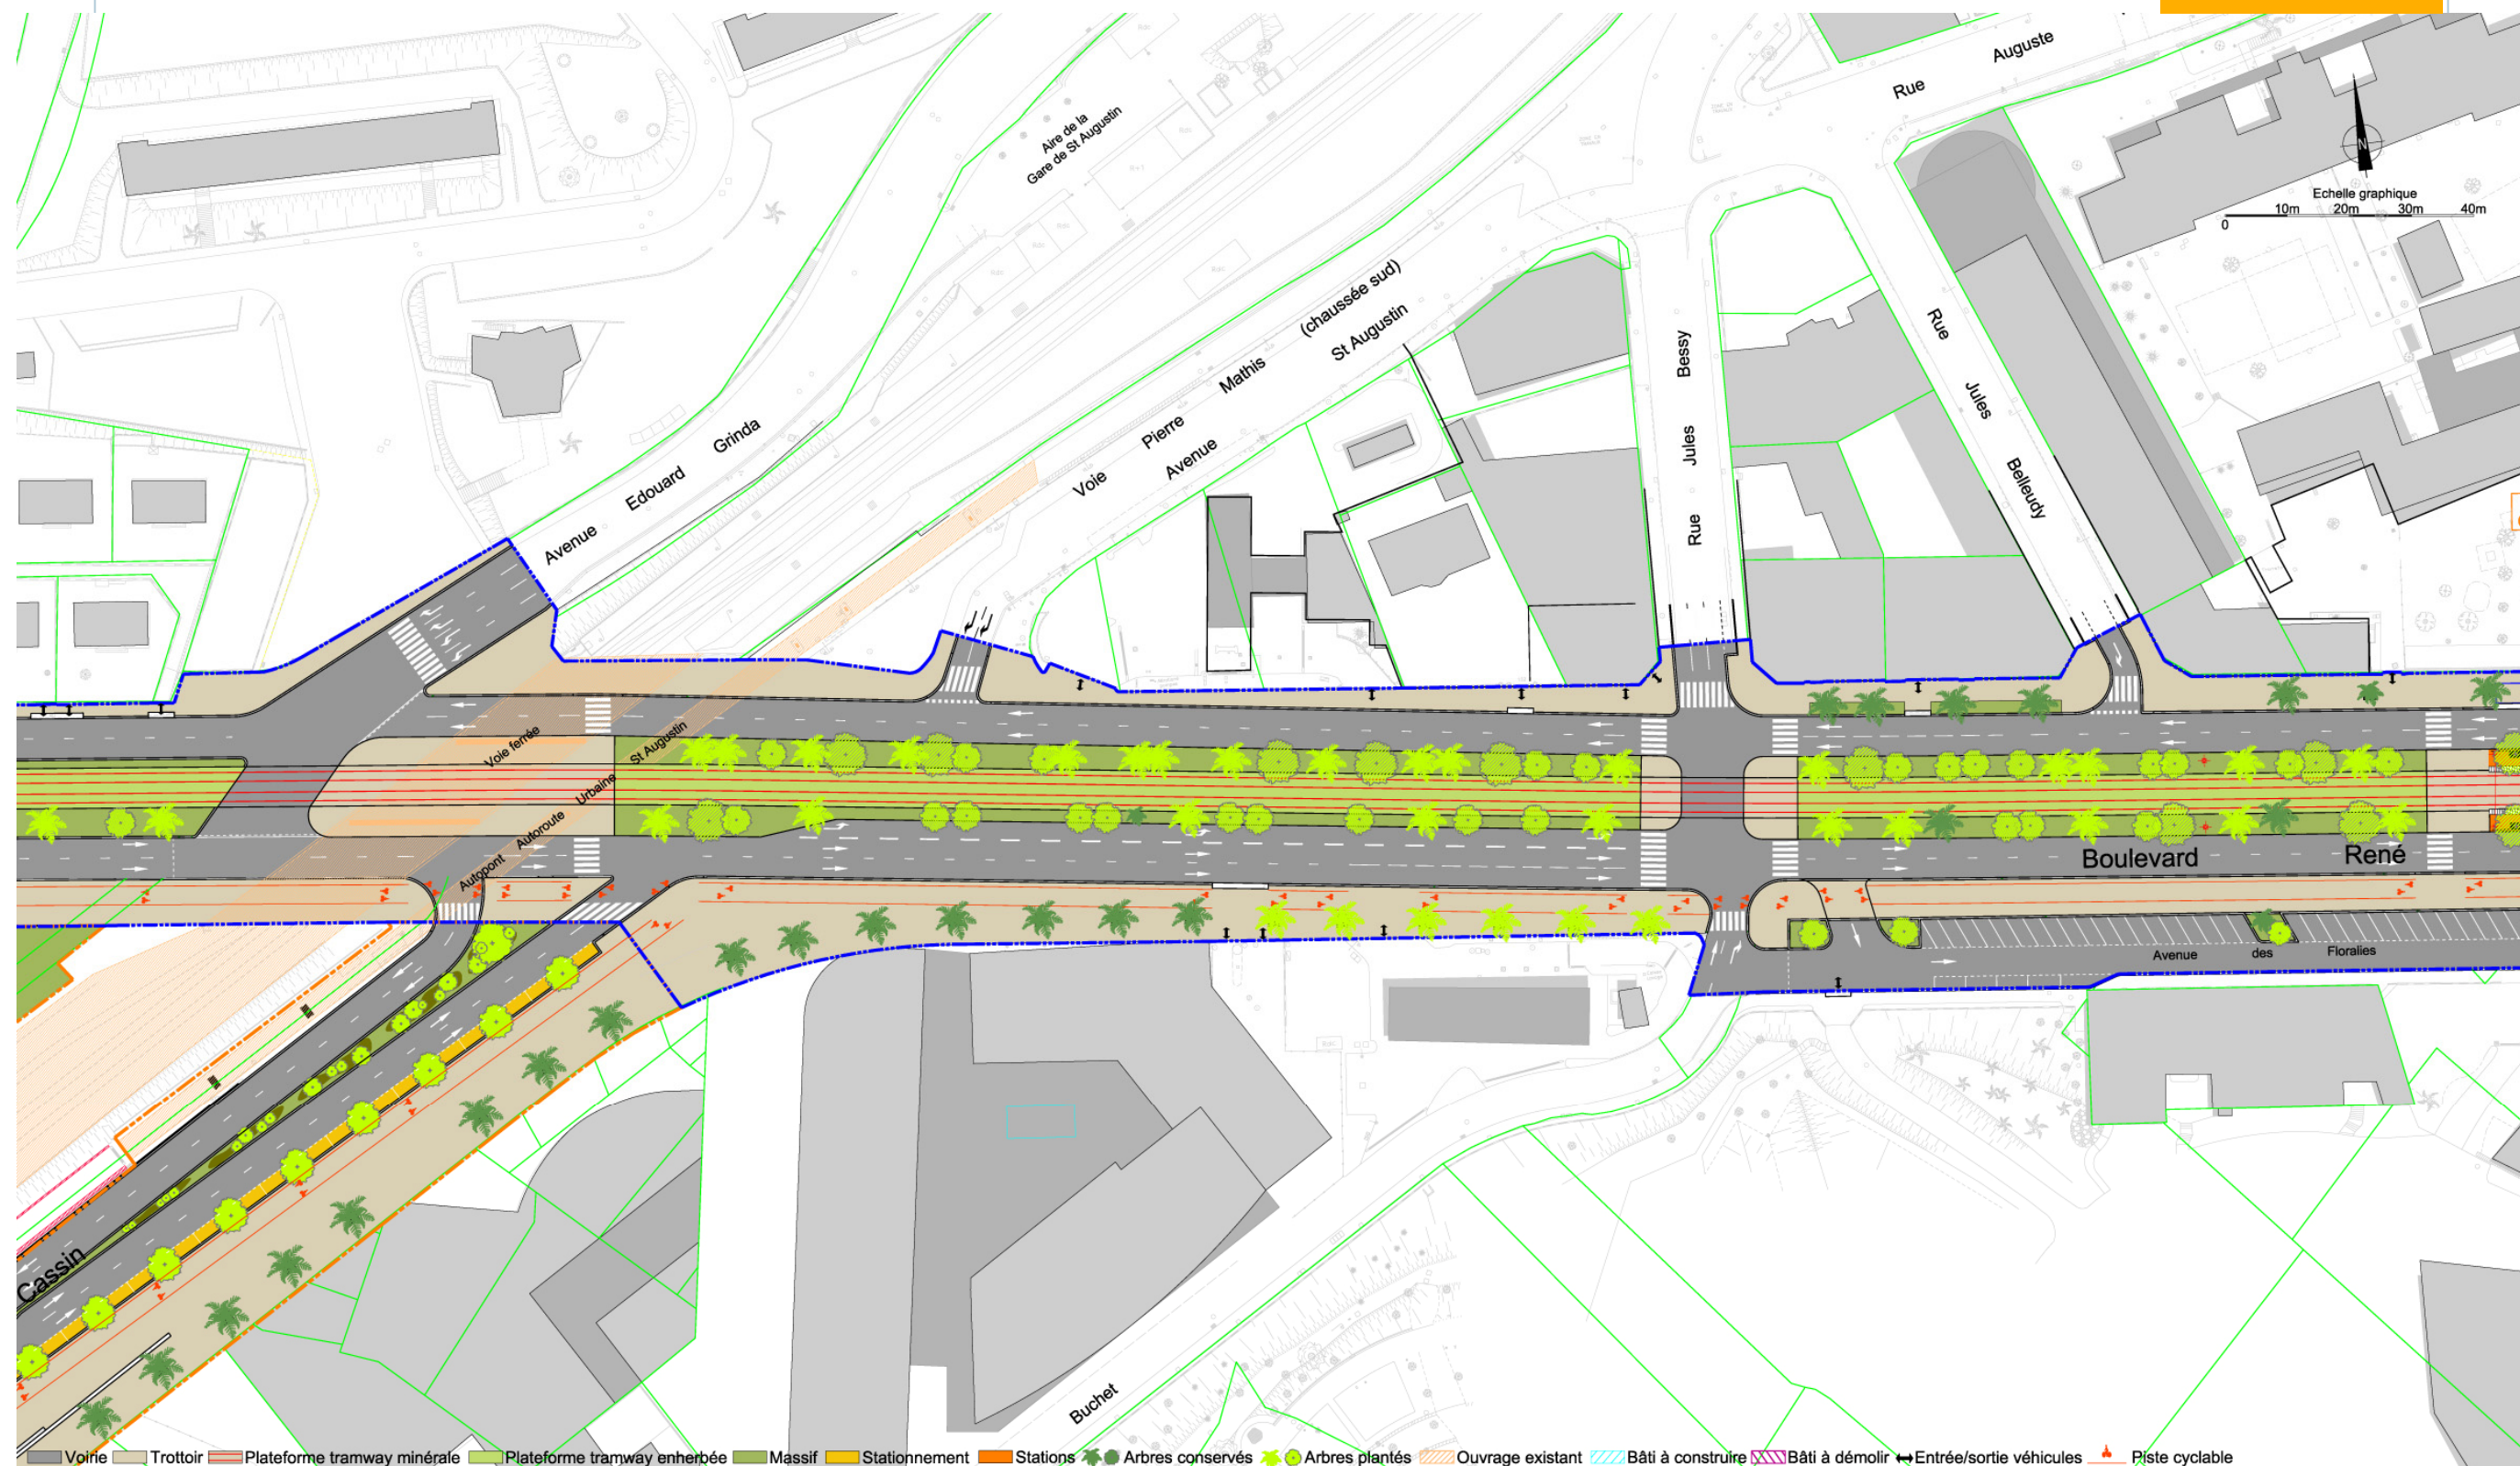 Rue Auguste
Aire de la
Gare de St Augustin
N
Echelle graphique
10m 20m 30m 40m
0
Avenue Edouard Grinda
Voie Pierre Mathis (chaussée sud)
Avenue St Augustin
Rue Jules Bessy
Rue Jules Belleudy
Voie ferrée
Autopont Autoroute Urbaine St Augustin
Boulevard René
Avenue des Floralies
Cassin
Buchet
Voirie Trottoir Plateforme tramway minérale Plateforme tramway enherbée Massif Stationnement Stations Arbres conservés Arbres plantés Ouvrage existant Bâti à construire Bâti à démolir Entrée/sortie véhicules Piste cyclable